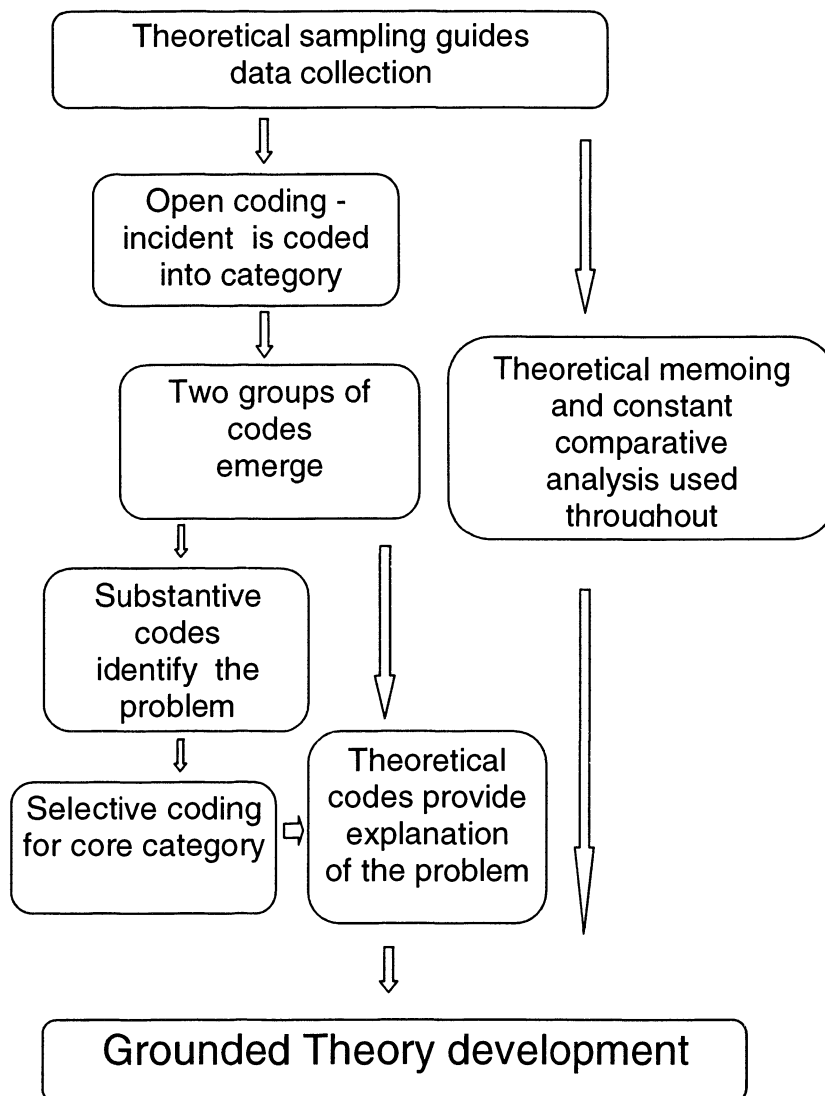 Theoretical sampling guides
data collection
Open coding -
incident is coded
into category
Two groups of
codes
emerge
Theoretical memoing
and constant
comparative
analysis used
throughout
Substantive
codes
identify the
problem
Selective coding
for core category
Theoretical
codes provide
explanation
of the problem
Grounded Theory development